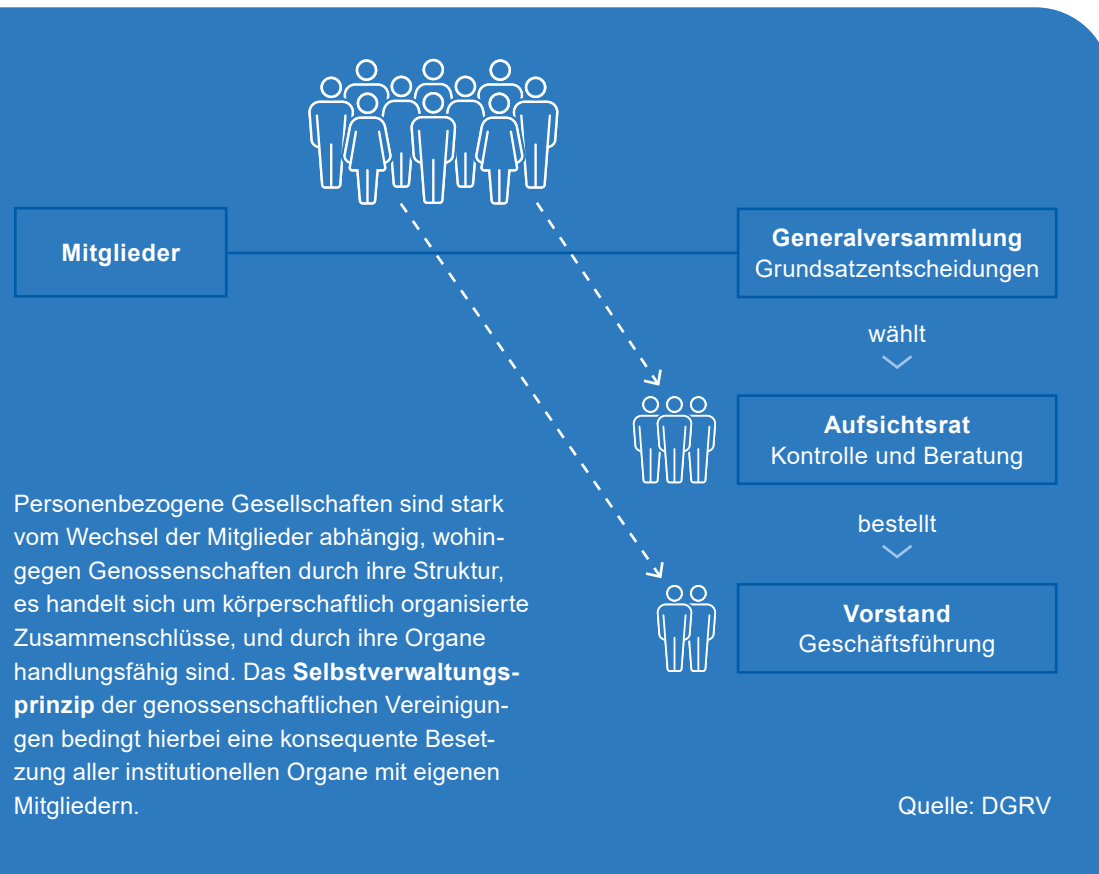 Mitglieder
Generalversammlung
Grundsatzentscheidungen
wählt
Aufsichtsrat
Kontrolle und Beratung
bestellt
Vorstand
Geschäftsführung
Personenbezogene Gesellschaften sind stark
vom Wechsel der Mitglieder abhängig, wohin-
gegen Genossenschaften durch ihre Struktur,
es handelt sich um körperschaftlich organisierte
Zusammenschlüsse, und durch ihre Organe
handlungsfähig sind. Das Selbstverwaltungs-
prinzip der genossenschaftlichen Vereinigun-
gen bedingt hierbei eine konsequente Beset-
zung aller institutionellen Organe mit eigenen
Mitgliedern.
Quelle: DGRV